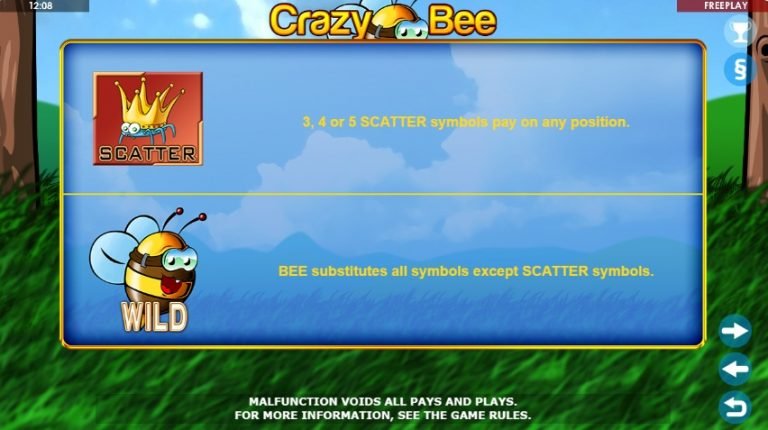 12:08
FREEPLAY
Crazy Bee
§
3, 4 or 5 SCATTER symbols pay on any position.
SCATTER
BEE substitutes all symbols except SCATTER symbols.
WILD
MALFUNCTION VOIDS ALL PAYS AND PLAYS.
FOR MORE INFORMATION, SEE THE GAME RULES.